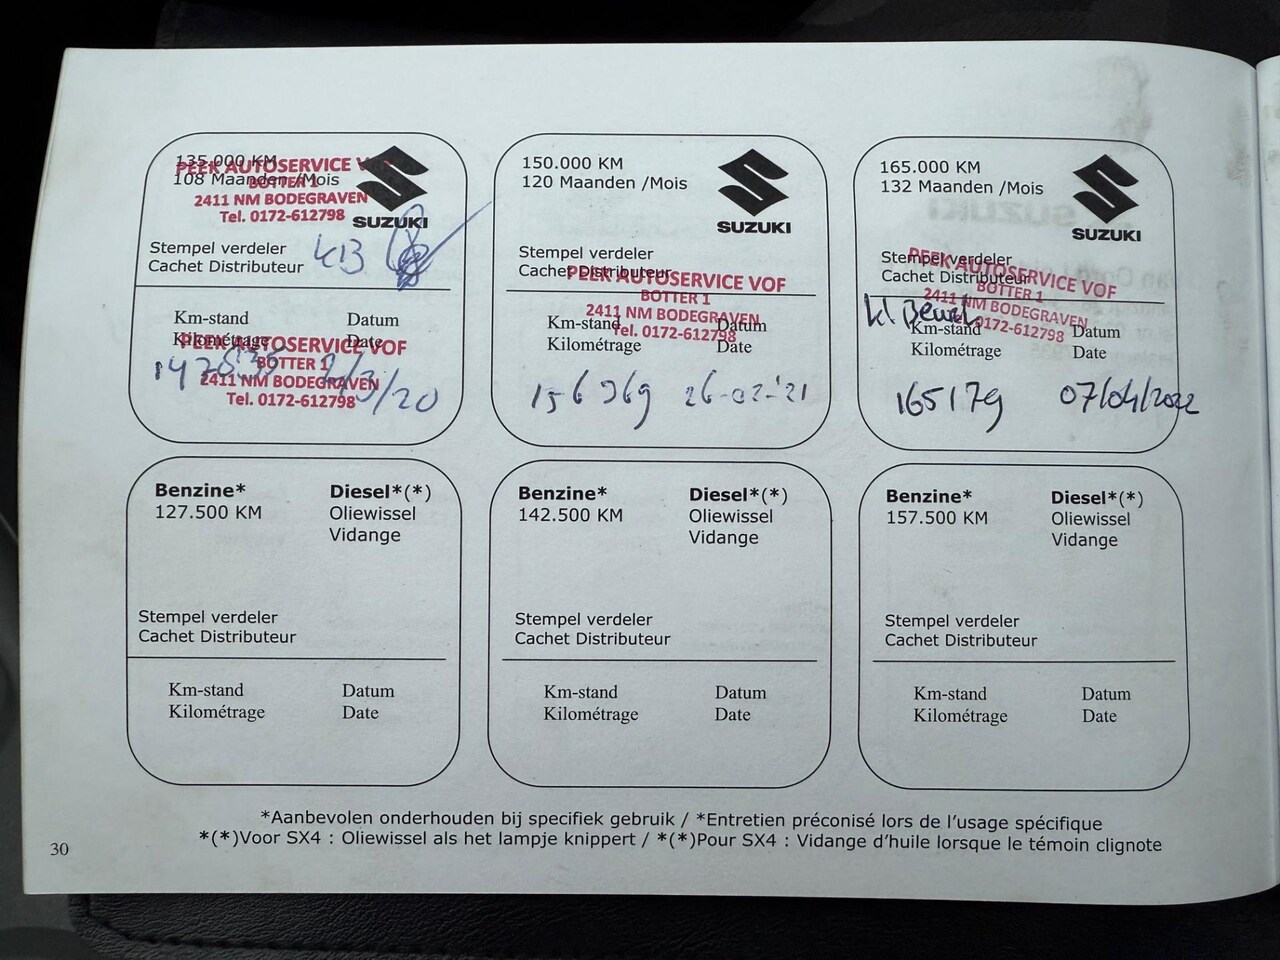 135.000 KM
108 Maanden /Mois
PEEK AUTOSERVICE VOF
BOTTER 1
2411 NM BODEGRAVEN
Tel. 0172-612798
SUZUKI
Stempel verdeler
Cachet Distributeur
KB
Km-stand Datum
Kilométrage Date
PEEK AUTOSERVICE VOF
BOTTER 1
2411 NM BODEGRAVEN
Tel. 0172-612798
/3/20
150.000 KM
120 Maanden /Mois
SUZUKI
Stempel verdeler
Cachet Distributeur
PEEK AUTOSERVICE VOF
BOTTER 1
2411 NM BODEGRAVEN
Tel. 0172-612798
Km-stand Datum
Kilométrage Date
156969 26-02-'21
165.000 KM
132 Maanden /Mois
SUZUKI
Stempel verdeler
Cachet Distributeur
PEEK AUTOSERVICE VOF
BOTTER 1
2411 NM BODEGRAVEN
Tel. 0172-612798
Kl Beurt
Km-stand Datum
Kilométrage Date
165179 07/04/2022
Benzine* Diesel*(*)
127.500 KM Oliewissel
Vidange
Stempel verdeler
Cachet Distributeur
Km-stand Datum
Kilométrage Date
Benzine* Diesel*(*)
142.500 KM Oliewissel
Vidange
Stempel verdeler
Cachet Distributeur
Km-stand Datum
Kilométrage Date
Benzine* Diesel*(*)
157.500 KM Oliewissel
Vidange
Stempel verdeler
Cachet Distributeur
Km-stand Datum
Kilométrage Date
*Aanbevolen onderhouden bij specifiek gebruik / *Entretien préconisé lors de l'usage spécifique
*(*)Voor SX4 : Oliewissel als het lampje knippert / *(*)Pour SX4 : Vidange d'huile lorsque le témoin clignote
30